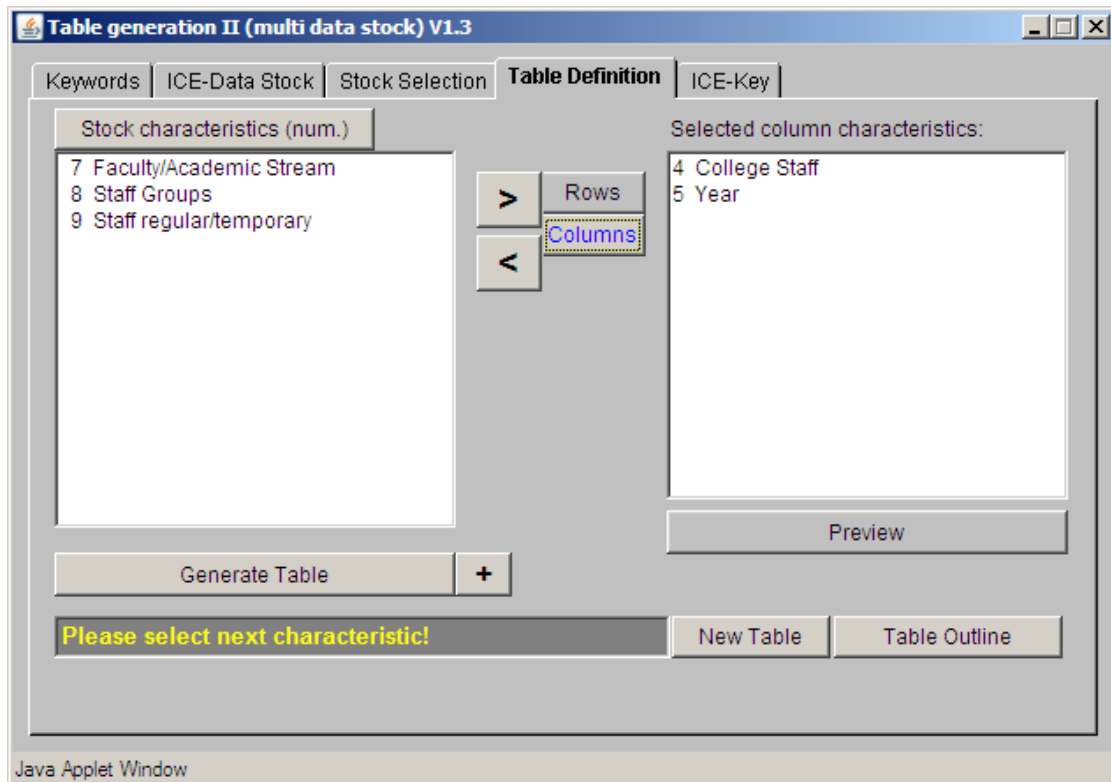 Table generation II (multi data stock) V1.3
Keywords
ICE-Data Stock
Stock Selection
Table Definition
ICE-Key
Stock characteristics (num.)
7 Faculty/Academic Stream
8 Staff Groups
9 Staff regular/temporary
>
<
Rows
Columns
Selected column characteristics:
4 College Staff
5 Year
Preview
Generate Table
+
Please select next characteristic!
New Table
Table Outline
Java Applet Window